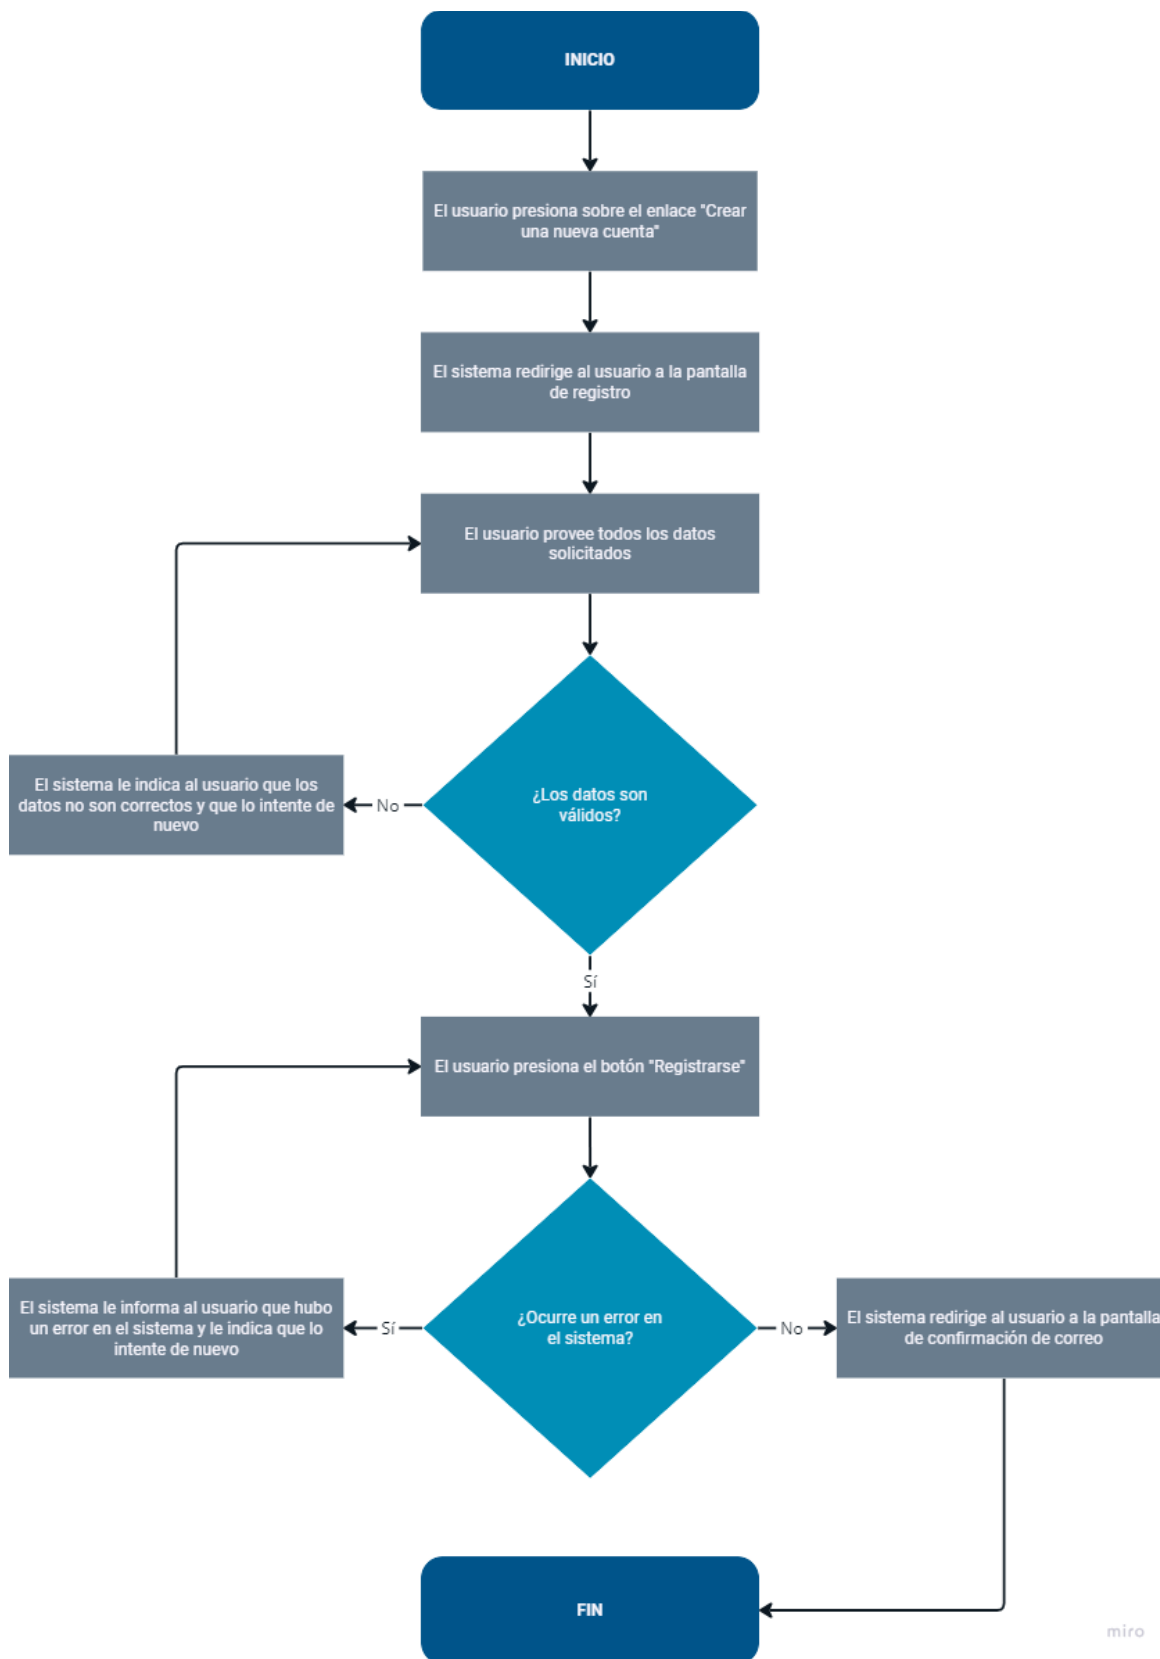 INICIO
El usuario presiona sobre el enlace "Crear
una nueva cuenta"
El sistema redirige al usuario a la pantalla
de registro
El usuario provee todos los datos
solicitados
El sistema le indica al usuario que los
datos no son correctos y que lo intente de
nuevo
No
¿Los datos son
válidos?
Sí
El usuario presiona el botón "Registrarse"
El sistema le informa al usuario que hubo
un error en el sistema y le indica que lo
intente de nuevo
Sí
¿Ocurre un error en
el sistema?
No
El sistema redirige al usuario a la pantalla
de confirmación de correo
FIN
miro